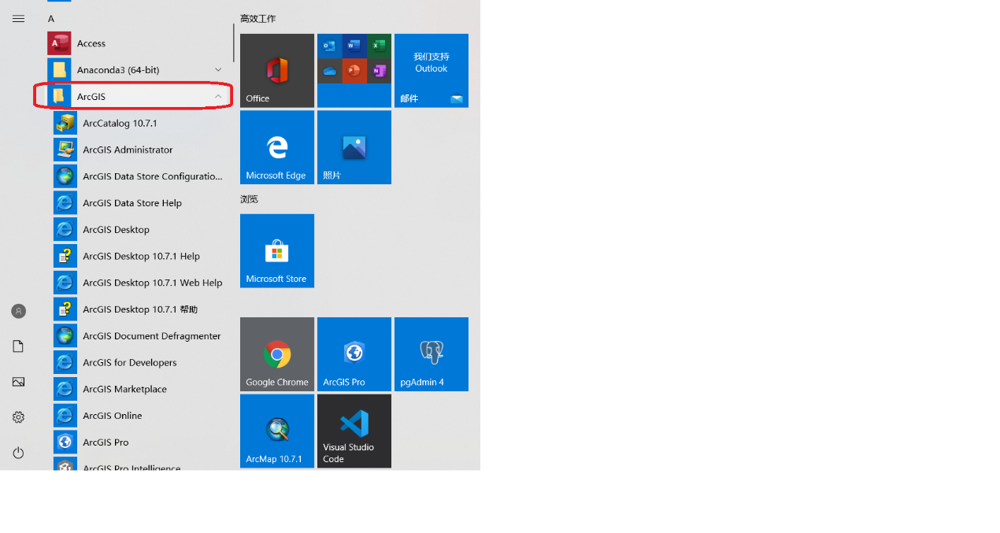 A
Access
Anaconda3 (64-bit)
ArcGIS
ArcCatalog 10.7.1
ArcGIS Administrator
ArcGIS Data Store Configuratio...
ArcGIS Data Store Help
ArcGIS Desktop
ArcGIS Desktop 10.7.1 Help
ArcGIS Desktop 10.7.1 Web Help
ArcGIS Desktop 10.7.1 帮助
ArcGIS Document Defragmenter
ArcGIS for Developers
ArcGIS Marketplace
ArcGIS Online
ArcGIS Pro
ArcGIS Pro Intelligence
高效工作
Office
我们支持
Outlook
邮件
Microsoft Edge
照片
浏览
Microsoft Store
Google Chrome
ArcGIS Pro
pgAdmin 4
ArcMap 10.7.1
Visual Studio
Code